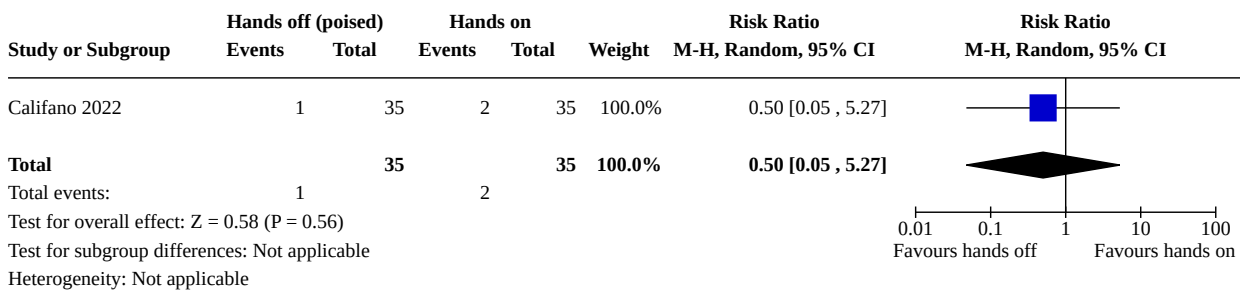 Hands off (poised) Hands on Risk Ratio Risk Ratio
Study or Subgroup Events Total Events Total Weight M-H, Random, 95% CI M-H, Random, 95% CI
Califano 2022 1 35 2 35 100.0% 0.50 [0.05 , 5.27]
Total 35 35 100.0% 0.50 [0.05 , 5.27]
Total events: 1 2
Test for overall effect: Z = 0.58 (P = 0.56)
0.01 0.1 1 10 100
Test for subgroup differences: Not applicable Favours hands off Favours hands on
Heterogeneity: Not applicable